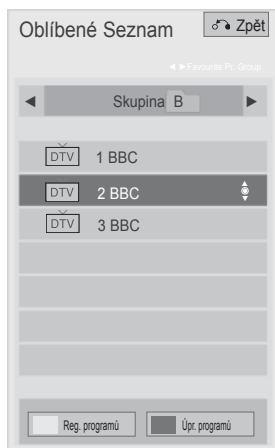 Oblíbené Seznam
Zpět
◄ ►Favourite Pr. Group
◄ Skupina B ►
DTV 1 BBC
DTV 2 BBC
DTV 3 BBC
Reg. programů
Úpr. programů